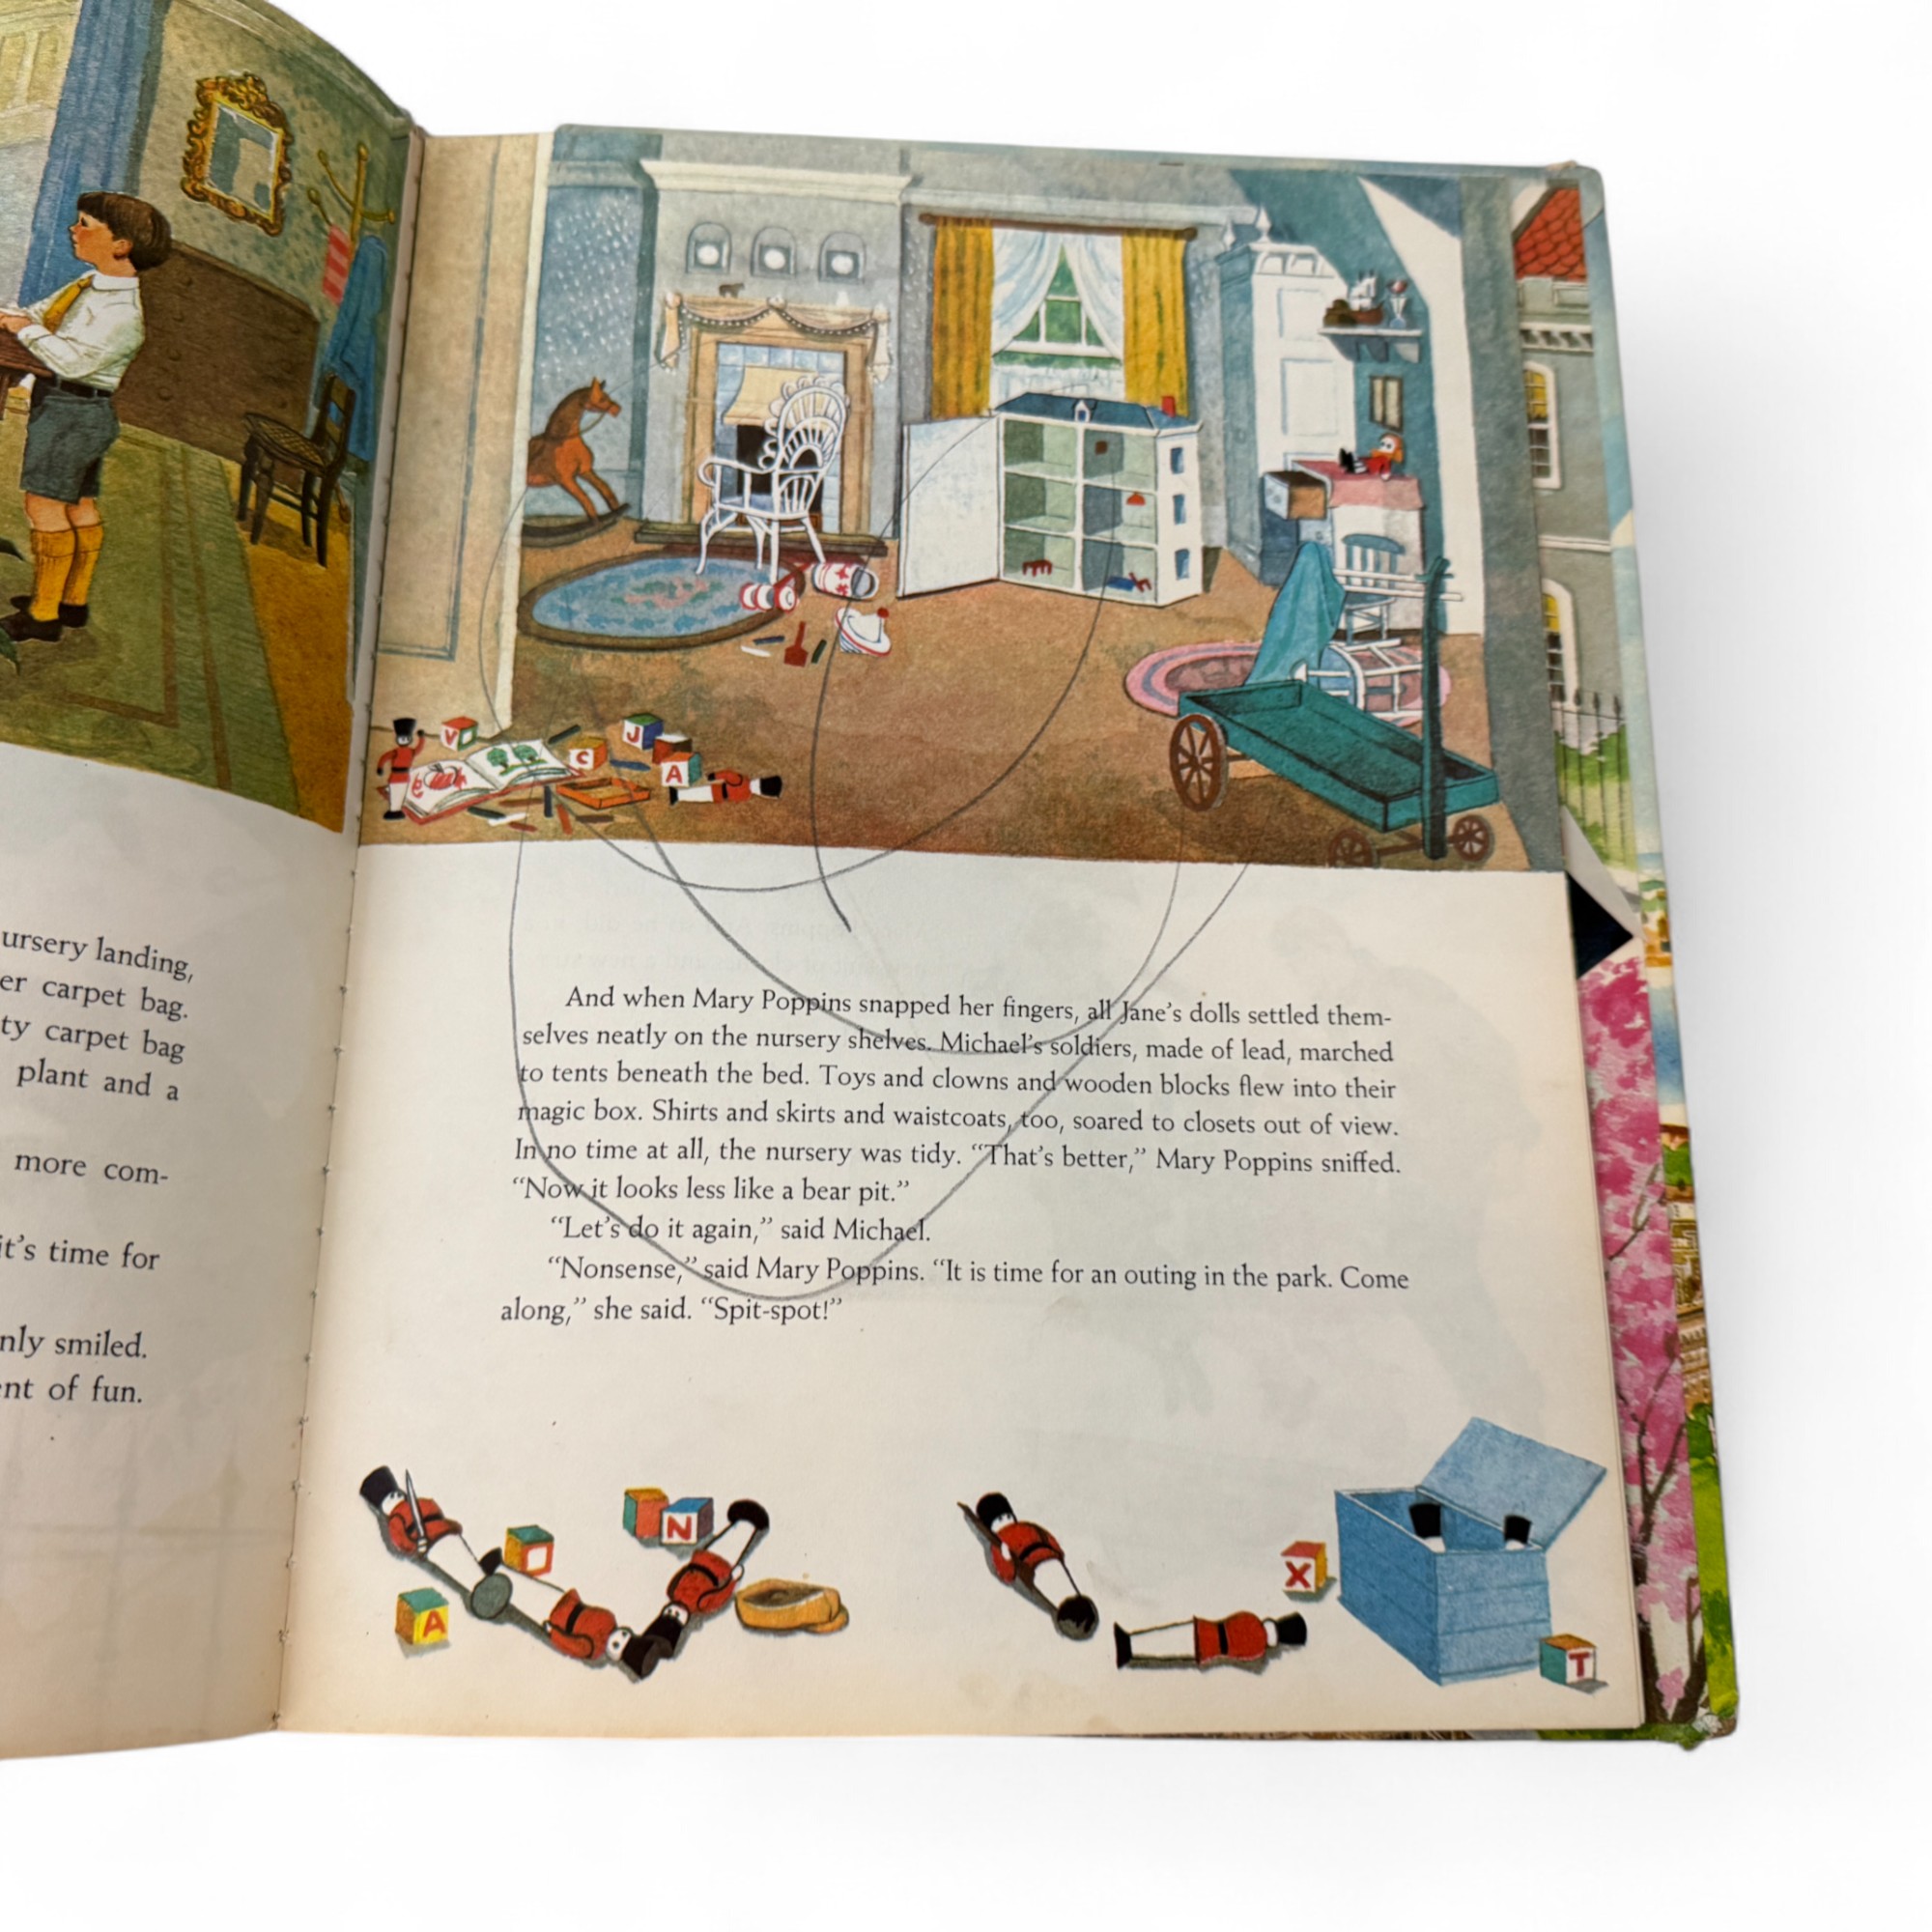 ursery landing,
er carpet bag.
ty carpet bag
plant and a
more com-
it's time for
nly smiled.
ent of fun.
V
J
C
A
And when Mary Poppins snapped her fingers, all Jane's dolls settled them-
selves neatly on the nursery shelves. Michael's soldiers, made of lead, marched
to tents beneath the bed. Toys and clowns and wooden blocks flew into their
magic box. Shirts and skirts and waistcoats, too, soared to closets out of view.
In no time at all, the nursery was tidy. “That's better,” Mary Poppins sniffed.
“Now it looks less like a bear pit.”
“Let's do it again,” said Michael.
“Nonsense,” said Mary Poppins. “It is time for an outing in the park. Come
along,” she said. “Spit-spot!”
N
A
X
T